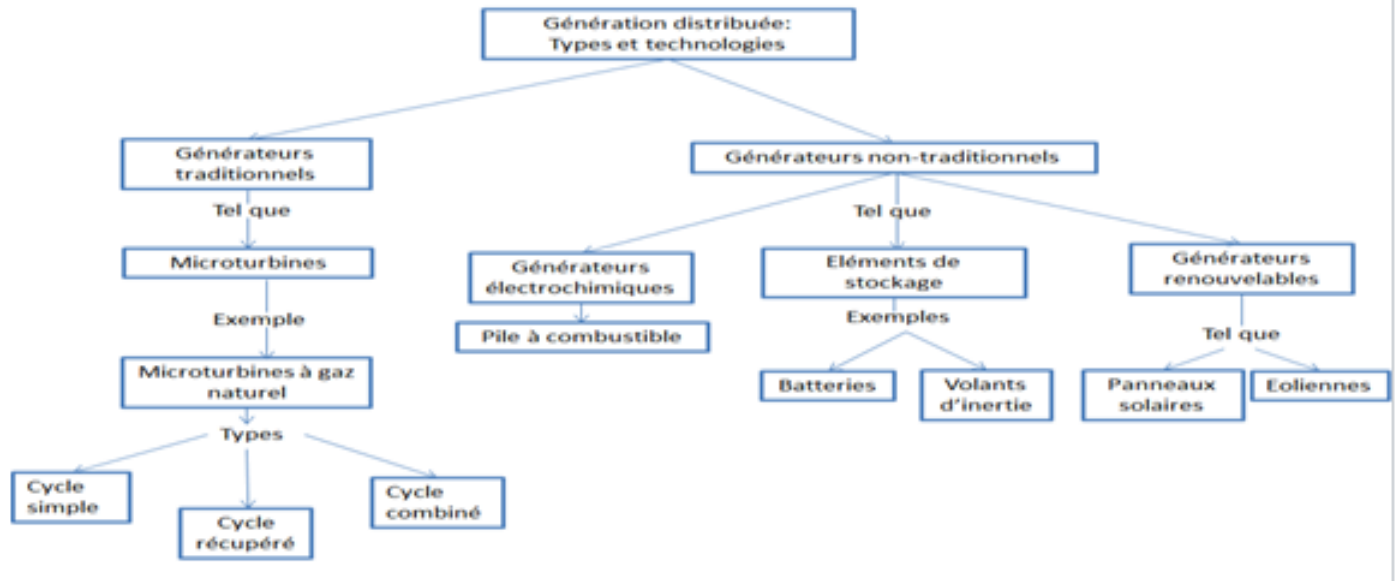 Génération distribuée:
Types et technologies
Générateurs
traditionnels
Générateurs non-traditionnels
Tel que
Tel que
Microturbines
Générateurs
électrochimiques
Eléments de
stockage
Générateurs
renouvelables
Exemple
Pile à combustible
Exemples
Tel que
Microturbines à gaz
naturel
Batteries
Volants
d'inertie
Panneaux
solaires
Eoliennes
Types
Cycle
simple
Cycle
récupéré
Cycle
combiné